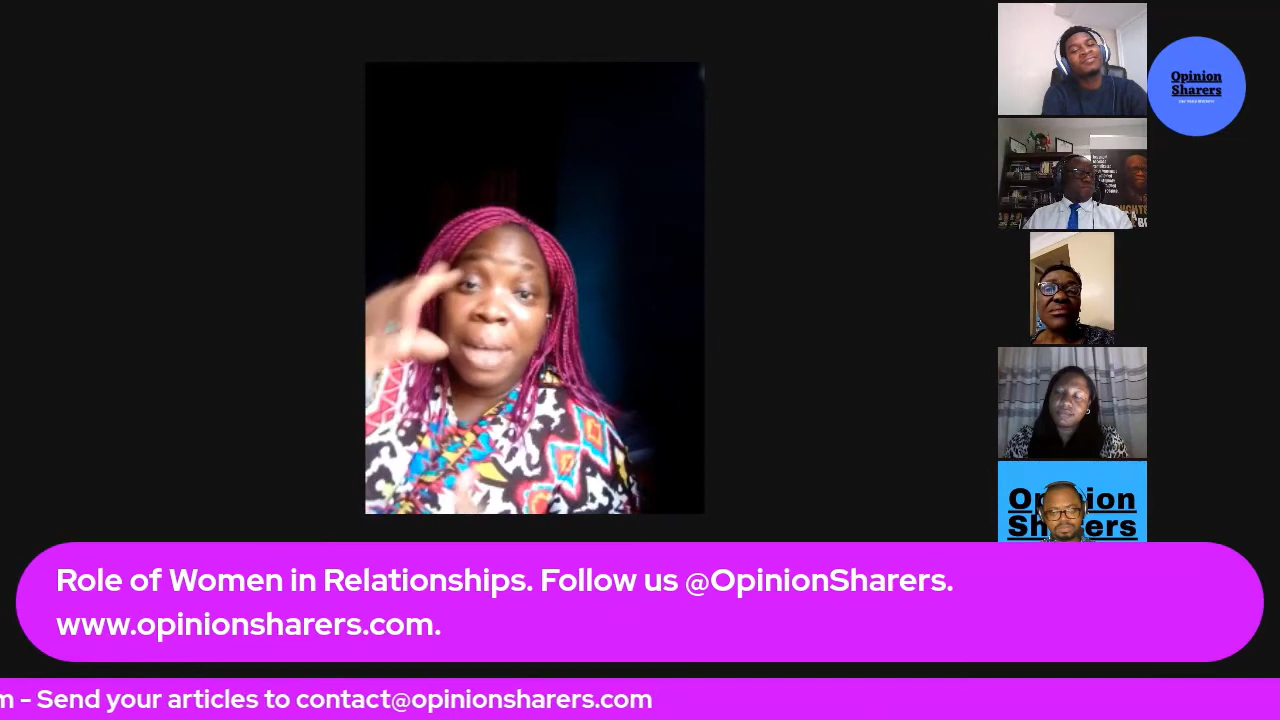 Opinion
Sharers
Opinion
Sharers
Role of Women in Relationships. Follow us @OpinionSharers.
www.opinionsharers.com.
m - Send your articles to contact@opinionsharers.com